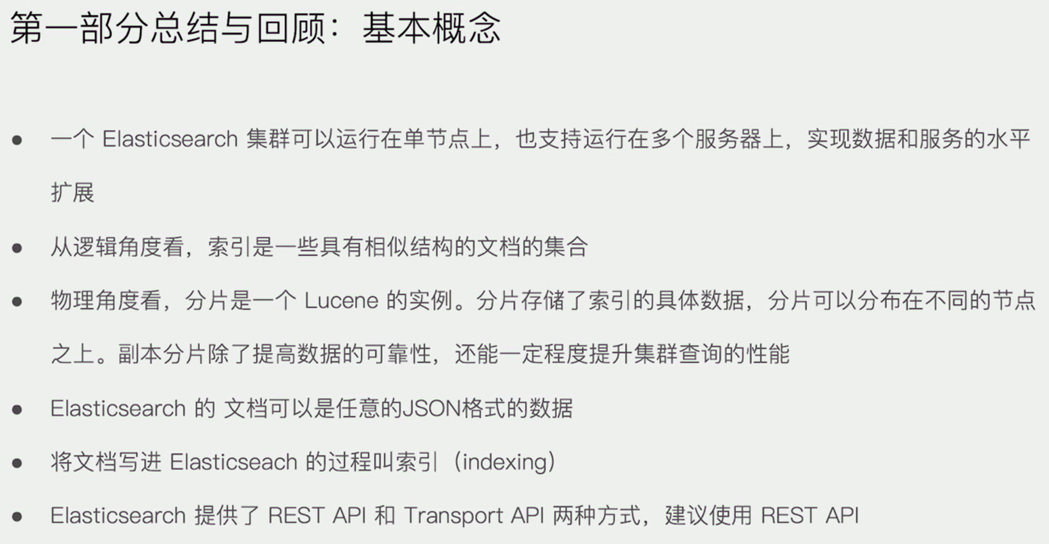 第一部分总结与回顾：基本概念
● 一个 Elasticsearch 集群可以运行在单节点上，也支持运行在多个服务器上，实现数据和服务的水平
扩展
● 从逻辑角度看，索引是一些具有相似结构的文档的集合
● 物理角度看，分片是一个 Lucene 的实例。分片存储了索引的具体数据，分片可以分布在不同的节点
之上。副本分片除了提高数据的可靠性，还能一定程度提升集群查询的性能
● Elasticsearch 的 文档可以是任意的JSON格式的数据
● 将文档写进 Elasticseach 的过程叫索引（indexing）
● Elasticsearch 提供了 REST API 和 Transport API 两种方式，建议使用 REST API